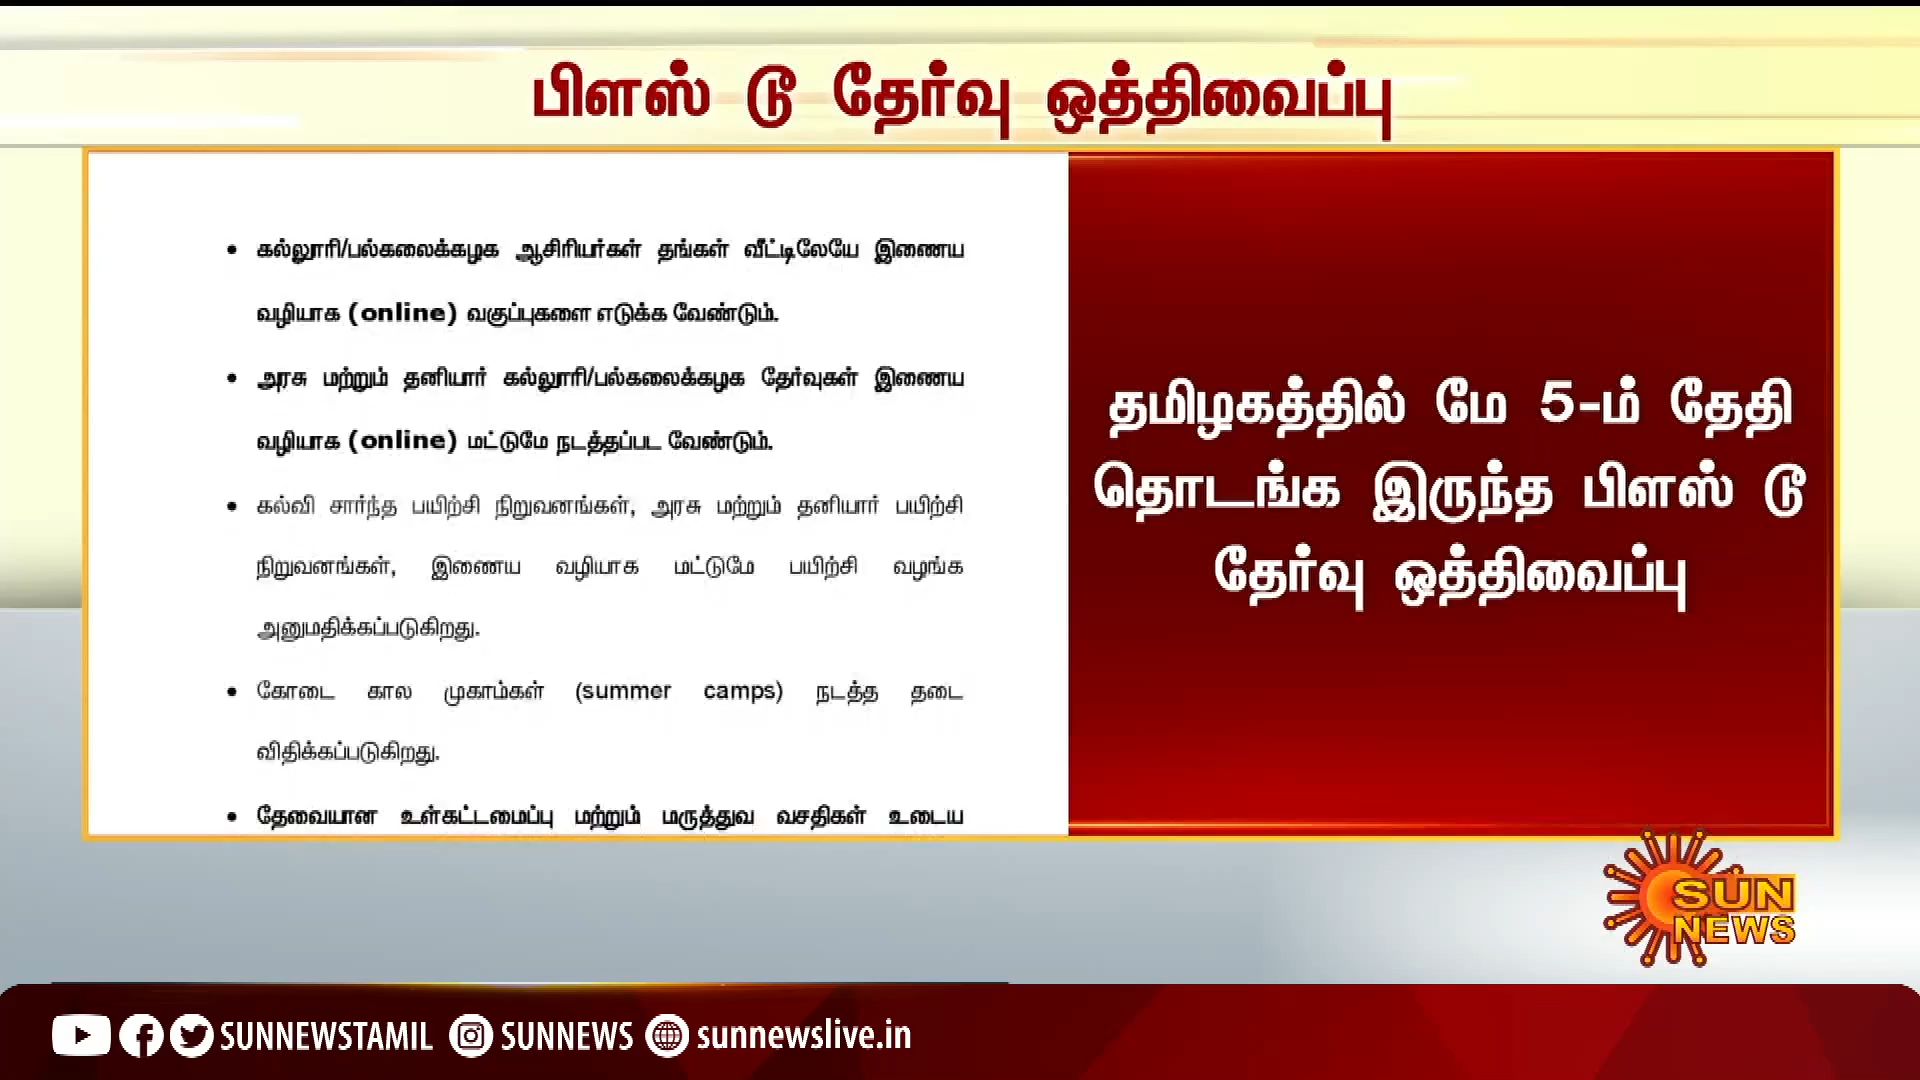 பிளஸ் டூ தேர்வு ஒத்திவைப்பு
• கல்லூரி/பல்கலைக்கழக ஆசிரியர்கள் தங்கள் வீட்டிலேயே இணைய
வழியாக (online) வகுப்புகளை எடுக்க வேண்டும்.
• அரசு மற்றும் தனியார் கல்லூரி/பல்கலைக்கழக தேர்வுகள் இணைய
வழியாக (online) மட்டுமே நடத்தப்பட வேண்டும்.
• கல்வி சார்ந்த பயிற்சி நிறுவனங்கள், அரசு மற்றும் தனியார் பயிற்சி
நிறுவனங்கள், இணைய வழியாக மட்டுமே பயிற்சி வழங்க
அனுமதிக்கப்படுகிறது.
• கோடை கால முகாம்கள் (summer camps) நடத்த தடை
விதிக்கப்படுகிறது.
• தேவையான உள்கட்டமைப்பு மற்றும் மருத்துவ வசதிகள் உடைய
தமிழகத்தில் மே 5-ம் தேதி
தொடங்க இருந்த பிளஸ் டூ
தேர்வு ஒத்திவைப்பு
SUN
NEWS
SUNNEWSTAMIL SUNNEWS sunnewslive.in